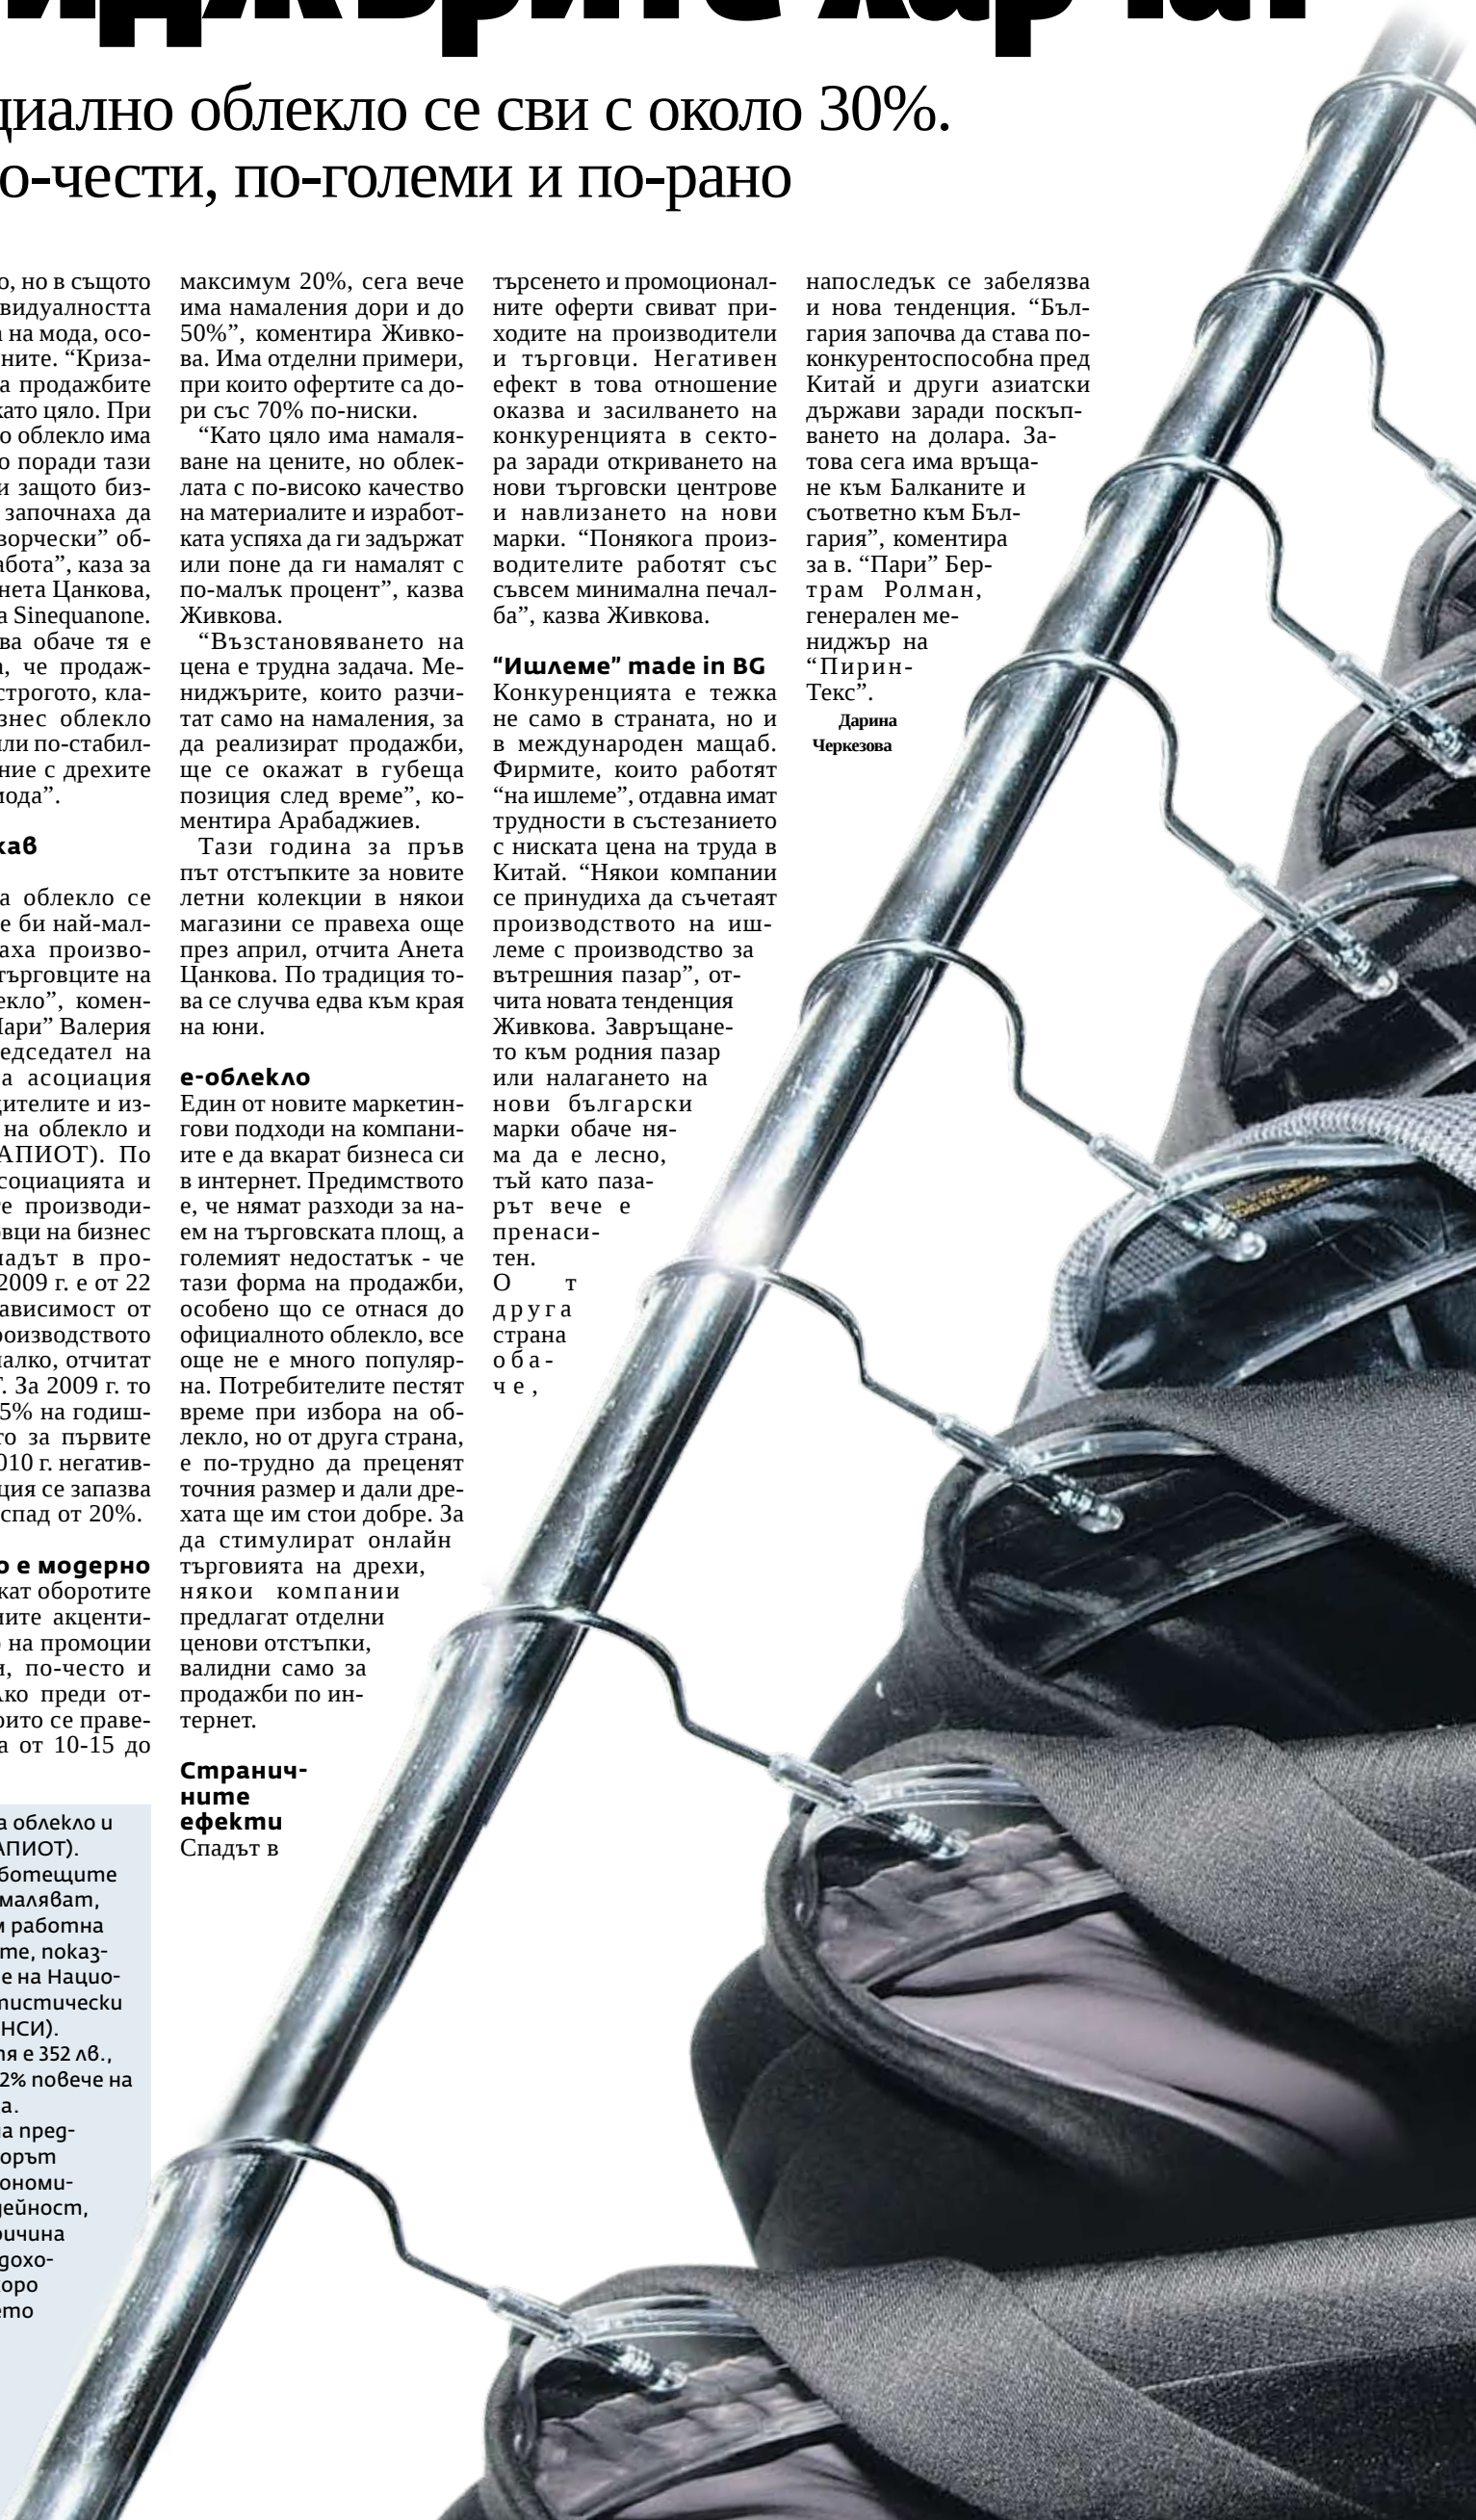 циално облекло се сви с около 30%.
о-чести, по-големи и по-рано
о, но в същото
видуалността
а на мода, осо-
ните. “Криза-
а продажбите
като цяло. При
о облекло има
о поради тази
и защото биз-
започнаха да
ворчески” об-
абота”, каза за
нета Цанкова,
а Sinequanone.
ва обаче тя е
а, че продаж-
строгото, кла-
знес облекло
ли по-стабил-
ние с дрехите
мода”.
кав
а облекло се
е би най-мал-
аха произво-
търговците на
екло”, комен-
Пари” Валерия
едседател на
а асоциация
дителите и из-
на облекло и
АПИОТ). По
социацията и
те производи-
овци на бизнес
падът в про-
2009 г. е от 22
ависимост от
роизводството
малко, отчитат
Т. За 2009 г. то
5% на годиш-
то за първите
010 г. негатив-
ция се запазва
спад от 20%.
о е модерно
жат оборотите
ните акценти-
о на промоции
и, по-често и
Ако преди от-
оито се праве-
а от 10-15 до
а облекло и
АПИОТ).
ботещите
маляват,
м работна
те, показ-
е на Нацио-
тистически
НСИ).
тя е 352 лв.,
2% повече на
а.
а пред-
орът
ономи-
дейност,
ричина
дохо-
оро
ето
максимум 20%, сега вече
има намаления дори и до
50%”, коментира Живко-
ва. Има отделни примери,
при които офертите са до-
ри със 70% по-ниски.
“Като цяло има намаля-
ване на цените, но облек-
лата с по-високо качество
на материалите и изработ-
ката успяха да ги задържат
или поне да ги намалят с
по-малък процент”, казва
Живкова.
“Възстановяването на
цена е трудна задача. Ме-
ниджърите, които разчи-
тат само на намаления, за
да реализират продажби,
ще се окажат в губеща
позиция след време”, ко-
ментира Арабаджиев.
Тази година за пръв
път отстъпките за новите
летни колекции в някои
магазини се правеха още
през април, отчита Анета
Цанкова. По традиция то-
ва се случва едва към края
на юни.
е-облекло
Един от новите маркетин-
гови подходи на компани-
ите е да вкарат бизнеса си
в интернет. Предимството
е, че нямат разходи за на-
ем на търговската площ, а
големият недостатък - че
тази форма на продажби,
особено що се отнася до
официалното облекло, все
още не е много популяр-
на. Потребителите пестят
време при избора на об-
лекло, но от друга страна,
е по-трудно да преценят
точния размер и дали дре-
хата ще им стои добре. За
да стимулират онлайн
търговията на дрехи,
някои компании
предлагат отделни
ценови отстъпки,
валидни само за
продажби по ин-
тернет.
Странич-
ните
ефекти
Спадът в
търсенето и промоционал-
ните оферти свиват при-
ходите на производители
и търговци. Негативен
ефект в това отношение
оказва и засилването на
конкуренцията в секто-
ра заради откриването на
нови търговски центрове
и навлизането на нови
марки. “Понякога произ-
водителите работят със
съвсем минимална печал-
ба”, казва Живкова.
“Ишлеме” made in BG
Конкуренцията е тежка
не само в страната, но и
в международен мащаб.
Фирмите, които работят
“на ишлеме”, отдавна имат
трудности в състезанието
с ниската цена на труда в
Китай. “Някои компании
се принудиха да съчетаят
производството на иш-
леме с производство за
вътрешния пазар”, от-
чита новата тенденция
Живкова. Завръщане-
то към родния пазар
или налагането на
нови български
марки обаче ня-
ма да е лесно,
тъй като паза-
рът вече е
пренаси-
тен.
От
друга
страна
оба-
че,
напоследък се забелязва
и нова тенденция. “Бъл-
гария започва да става по-
конкурентоспособна пред
Китай и други азиатски
държави заради поскъп-
ването на долара. За-
това сега има връща-
не към Балканите и
съответно към Бъл-
гария”, коментира
за в. “Пари” Бер-
трам Ролман,
генерален ме-
ниджър на
“Пирин-
Текс”.
Дарина
Черкезова